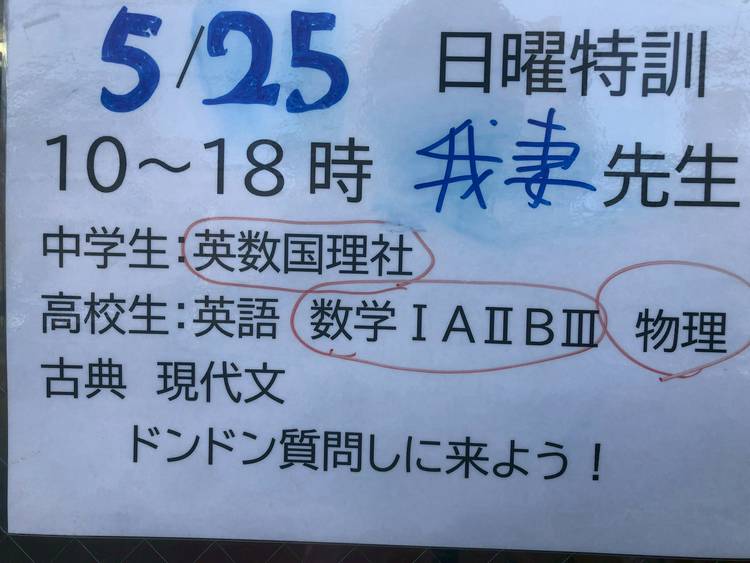 5/25 日曜特訓
10～18時 我妻先生
中学生：英数国理社
高校生：英語 数学ⅠAⅡBⅢ 物理
古典 現代文
ドンドン質問しに来よう！